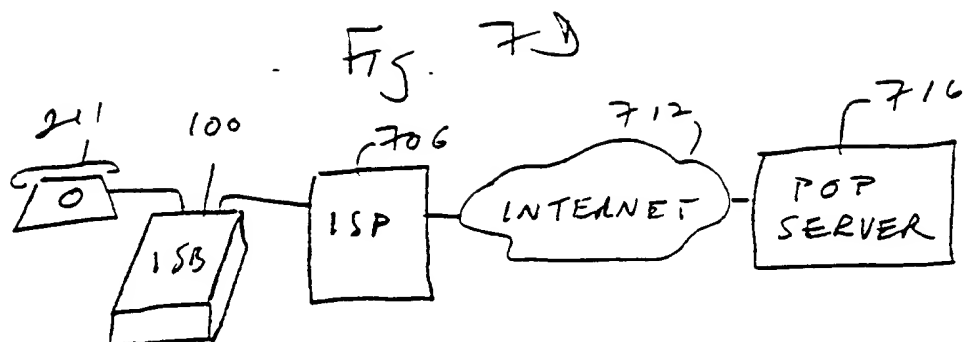 Fig. 7D
211
100
706
712
716
ISB
ISP
INTERNET
POP
SERVER